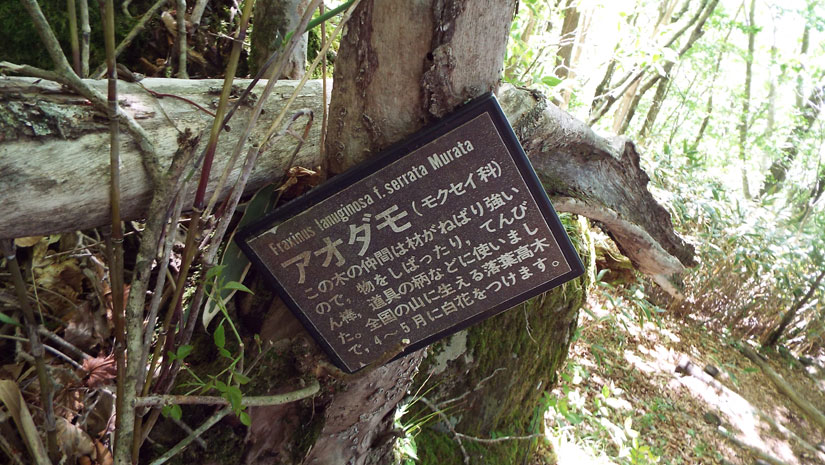 Fraxinus lanuginosa f. serrata Murata
アオダモ(モクセイ科)
この木の仲間は材がねばり強い
ので、物をしばったり、てんび
ん棒、道具の柄などに使いまし
た。全国の山に生える落葉高木
で、4〜5月に白花をつけます。